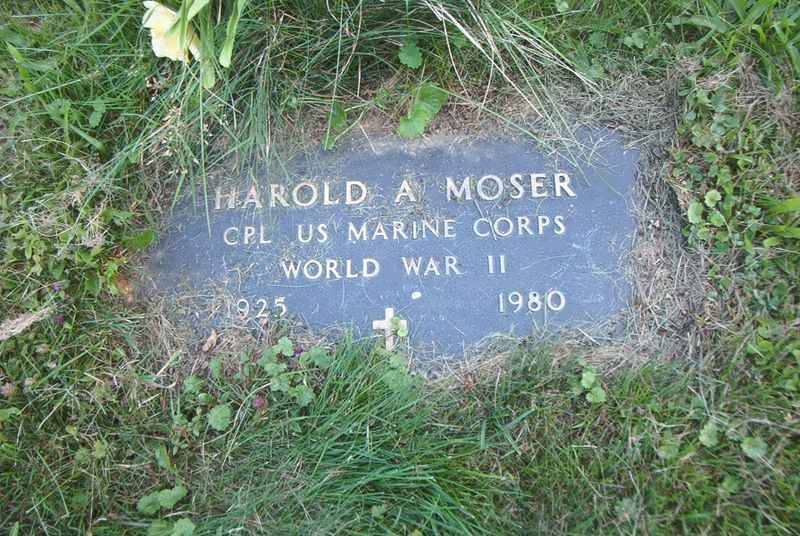 HAROLD A MOSER
CPL US MARINE CORPS
WORLD WAR II
1925 1980